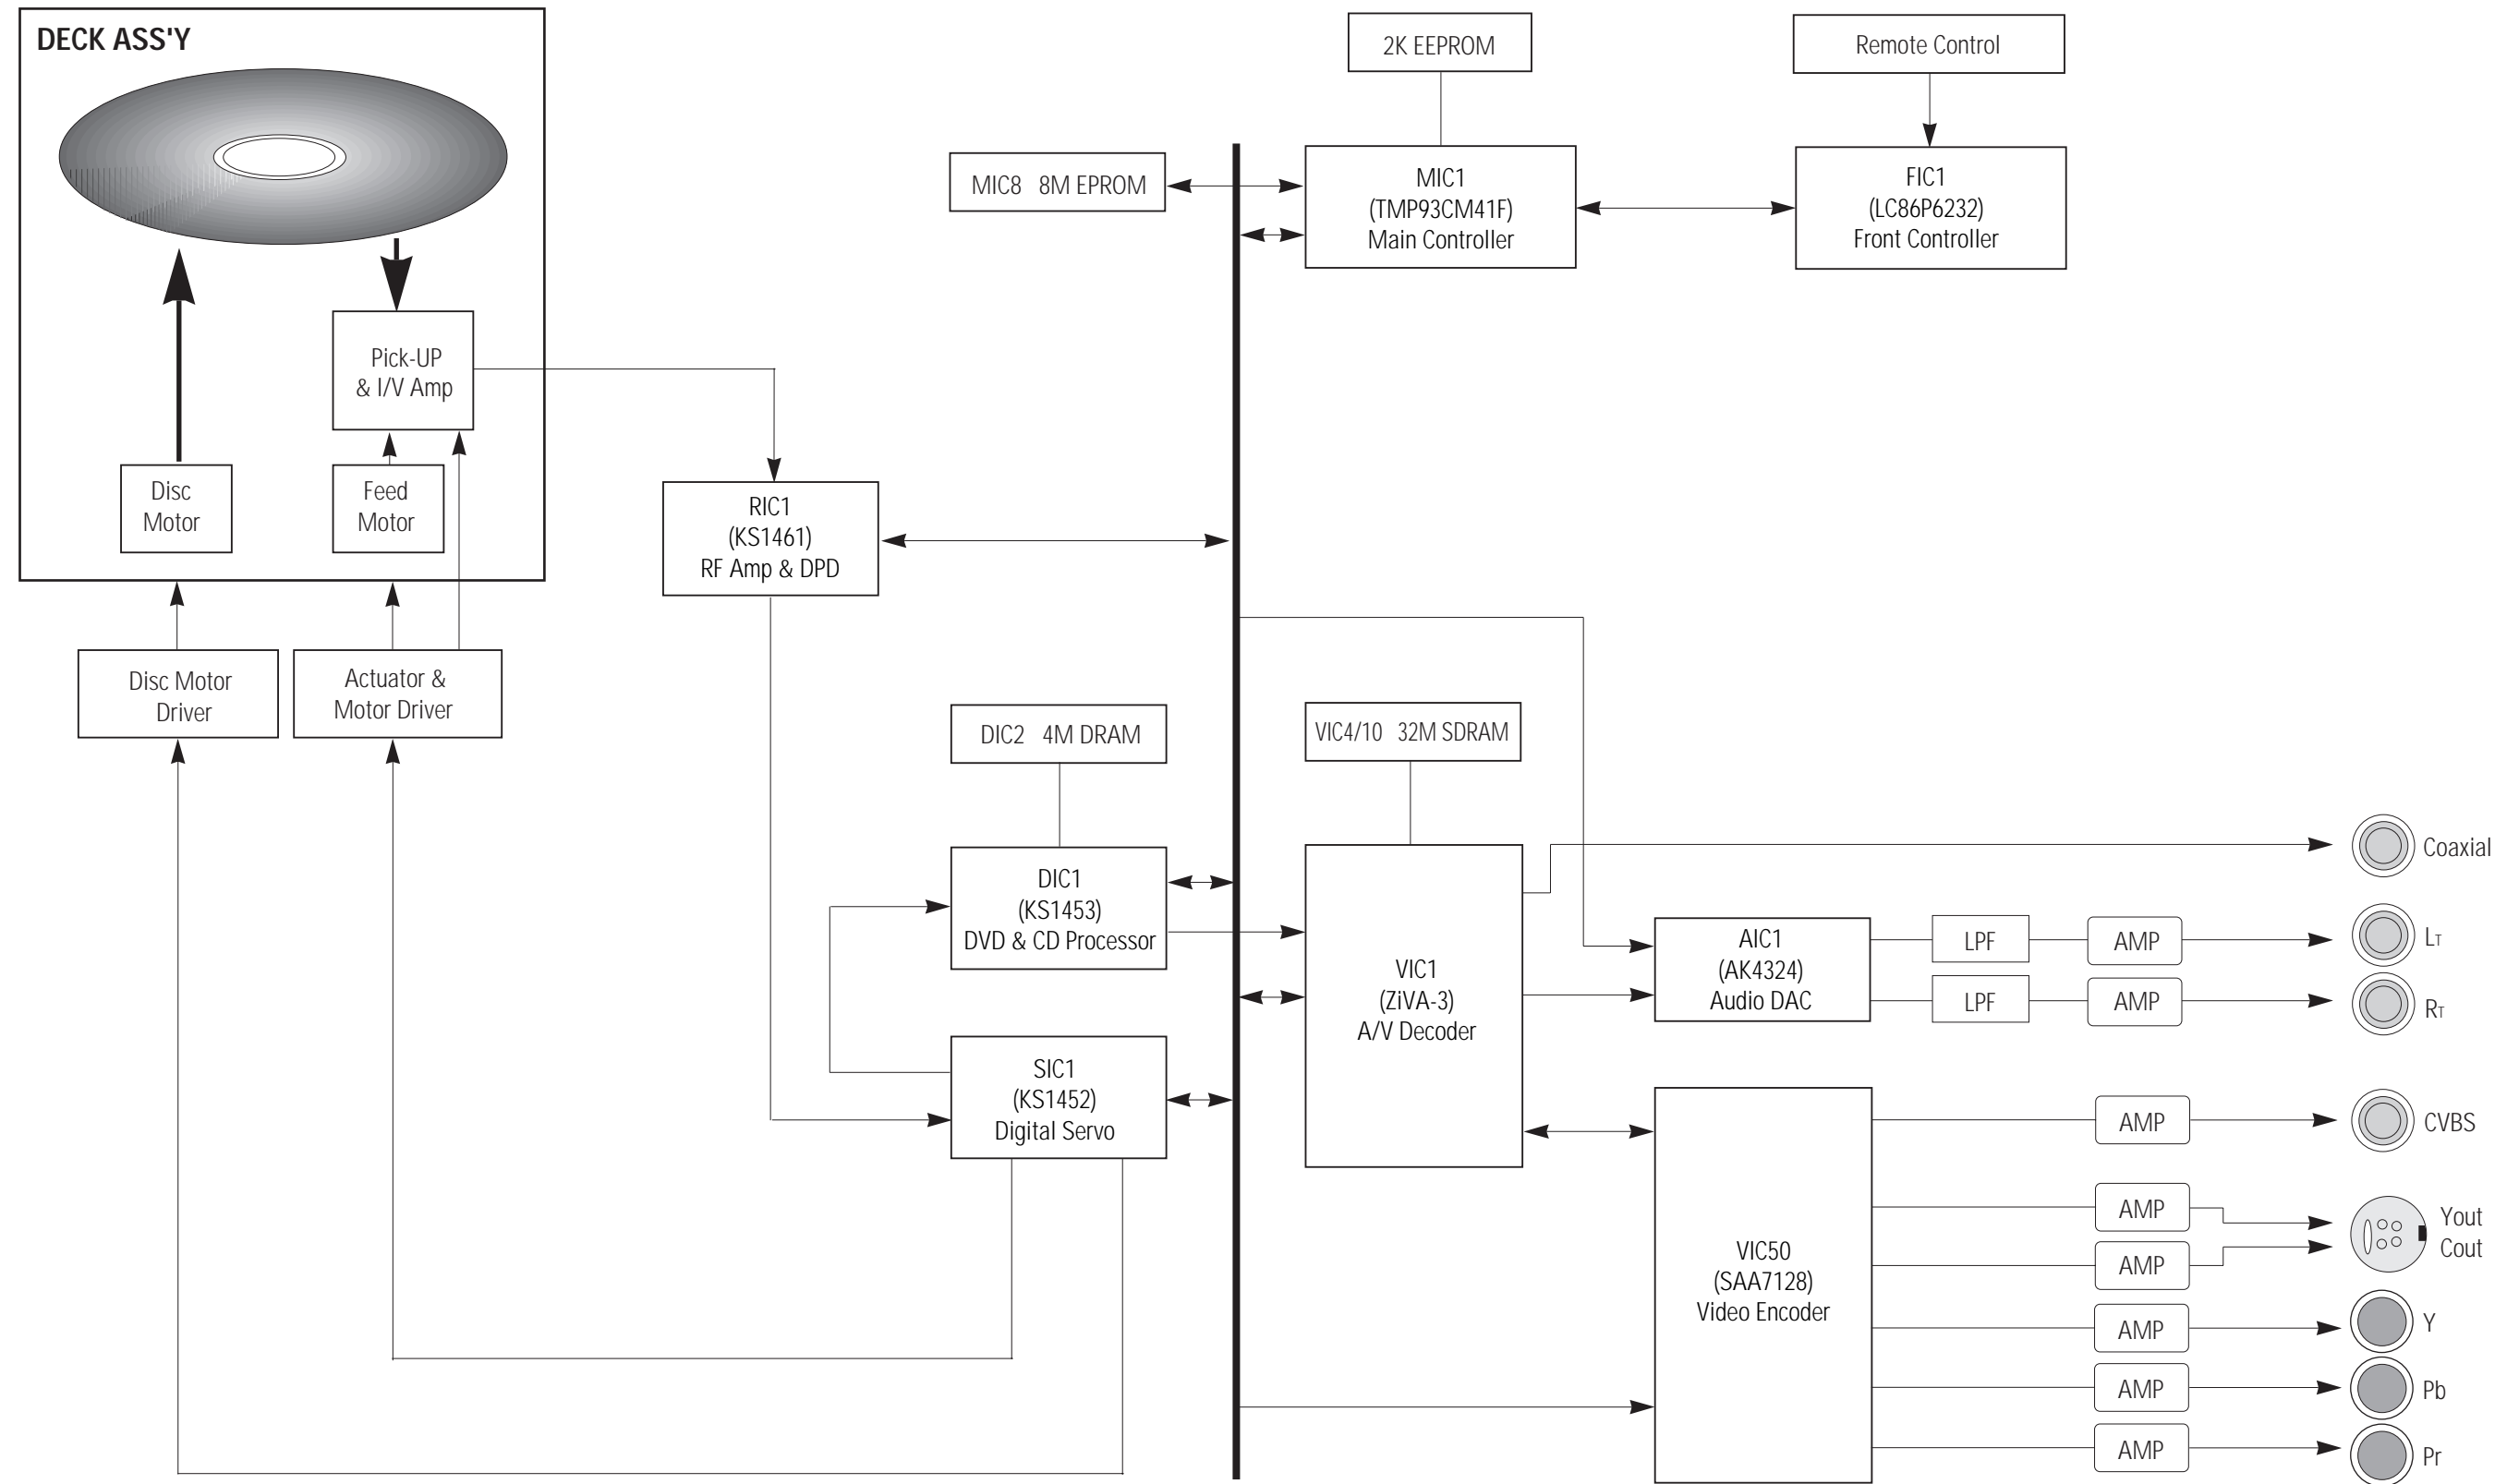 DECK ASS'Y
2K EEPROM
Remote Control
MIC8 8M EPROM
MIC1
(TMP93CM41F)
Main Controller
FIC1
(LC86P6232)
Front Controller
Pick-UP
& I/V Amp
Disc
Motor
Feed
Motor
RIC1
(KS1461)
RF Amp & DPD
Disc Motor
Driver
Actuator &
Motor Driver
DIC2 4M DRAM
VIC4/10 32M SDRAM
DIC1
(KS1453)
DVD & CD Processor
SIC1
(KS1452)
Digital Servo
VIC1
(ZiVA-3)
A/V Decoder
Coaxial
AIC1
(AK4324)
Audio DAC
LPF
AMP
LT
LPF
AMP
RT
VIC50
(SAA7128)
Video Encoder
AMP
CVBS
AMP
Yout
Cout
AMP
AMP
Y
AMP
Pb
AMP
Pr